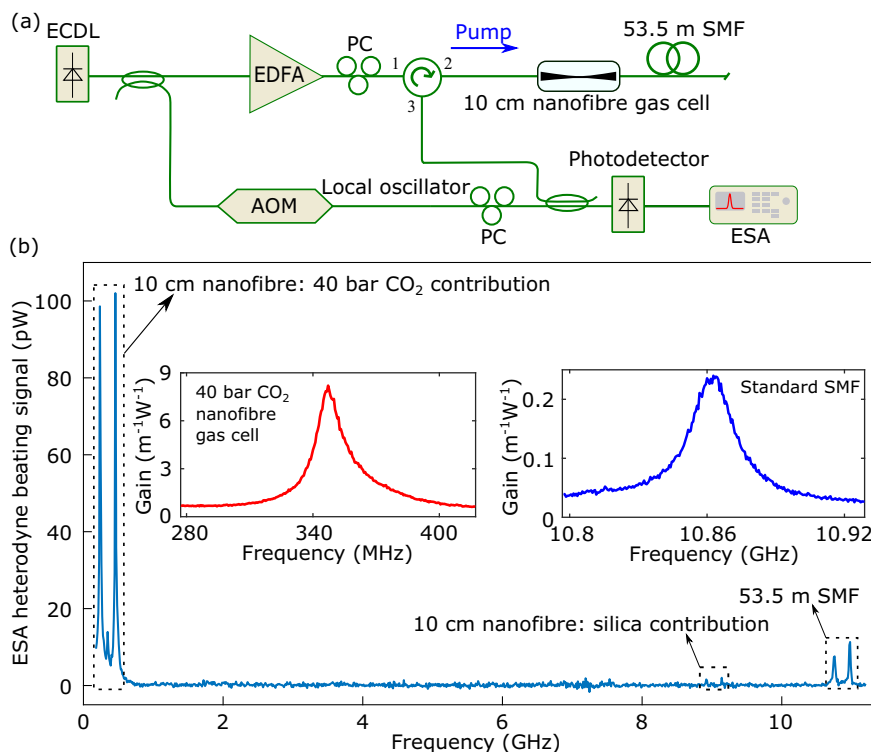 (a)
ECDL
EDFA
PC
1
2
3
Pump
53.5 m SMF
10 cm nanofibre gas cell
Photodetector
Local oscillator
AOM
PC
ESA
(b)
ESA heterodyne beating signal (pW)
100
80
60
40
20
0
10 cm nanofibre: 40 bar CO₂ contribution
Gain (m⁻¹W⁻¹)
9
6
3
0
40 bar CO₂
nanofibre
gas cell
280
340
400
Frequency (MHz)
Gain (m⁻¹W⁻¹)
0.2
0.1
0
Standard SMF
10.8
10.86
10.92
Frequency (GHz)
53.5 m SMF
10 cm nanofibre: silica contribution
0
2
4
6
8
10
Frequency (GHz)